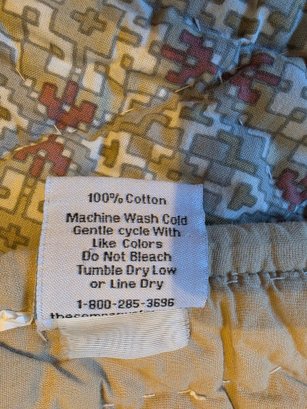 100% Cotton
Machine Wash Cold
Gentle cycle With
Like Colors
Do Not Bleach
Tumble Dry Low
or Line Dry
1-800-285-3696